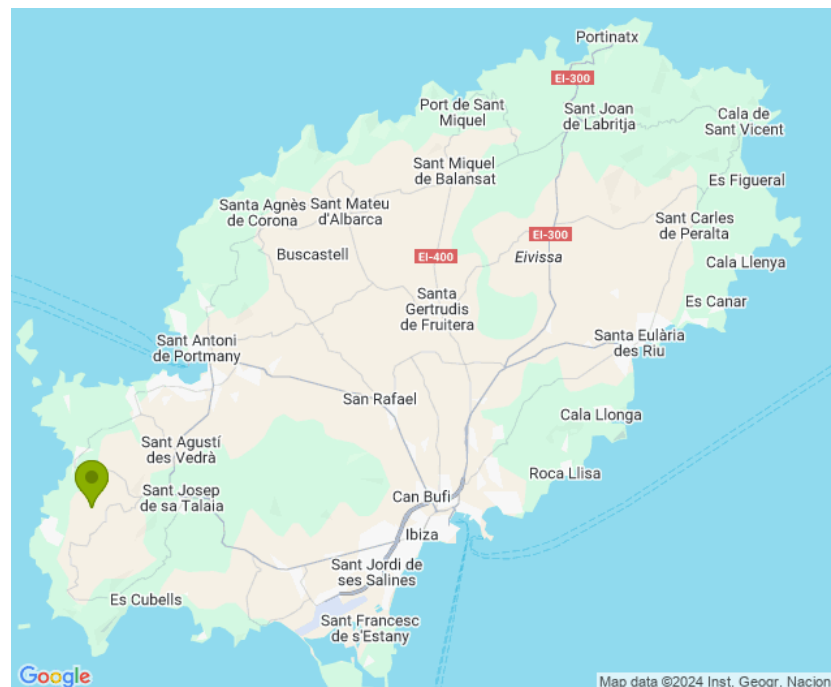 Portinatx
EI-300
Port de Sant
Miquel
Sant Joan
de Labritja
Cala de
Sant Vicent
Sant Miquel
de Balansat
Es Figueral
Santa Agnès
de Corona
Sant Mateu
d'Albarca
Sant Carles
de Peralta
EI-300
Buscastell
EI-400
Eivissa
Cala Llenya
Santa
Gertrudis
de Fruitera
Es Canar
Sant Antoni
de Portmany
Santa Eulària
des Riu
San Rafael
Cala Llonga
Sant Agustí
des Vedrà
Roca Llisa
Sant Josep
de sa Talaia
Can Bufi
Ibiza
Sant Jordi de
ses Salines
Es Cubells
Sant Francesc
de s'Estany
Google
Map data ©2024 Inst. Geogr. Nacion